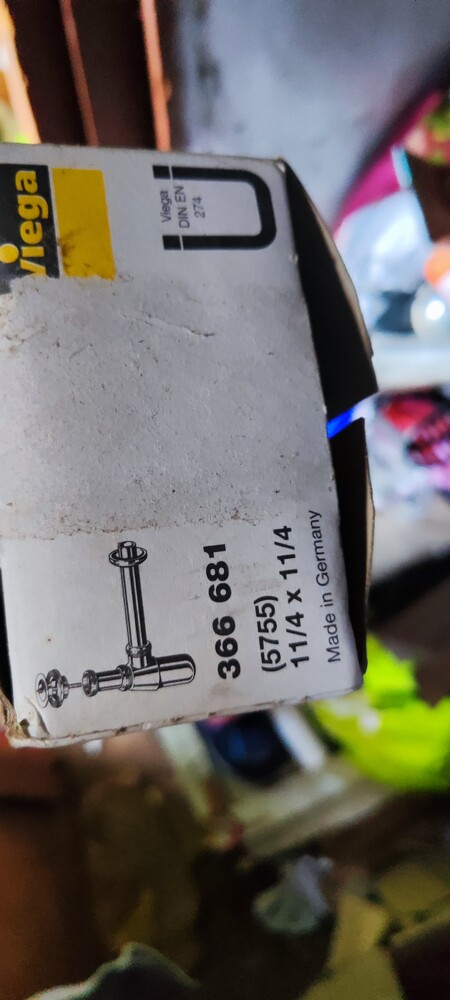 viega
Viega
DIN EN
274
366 681
(5755)
11/4 x 11/4
Made in Germany